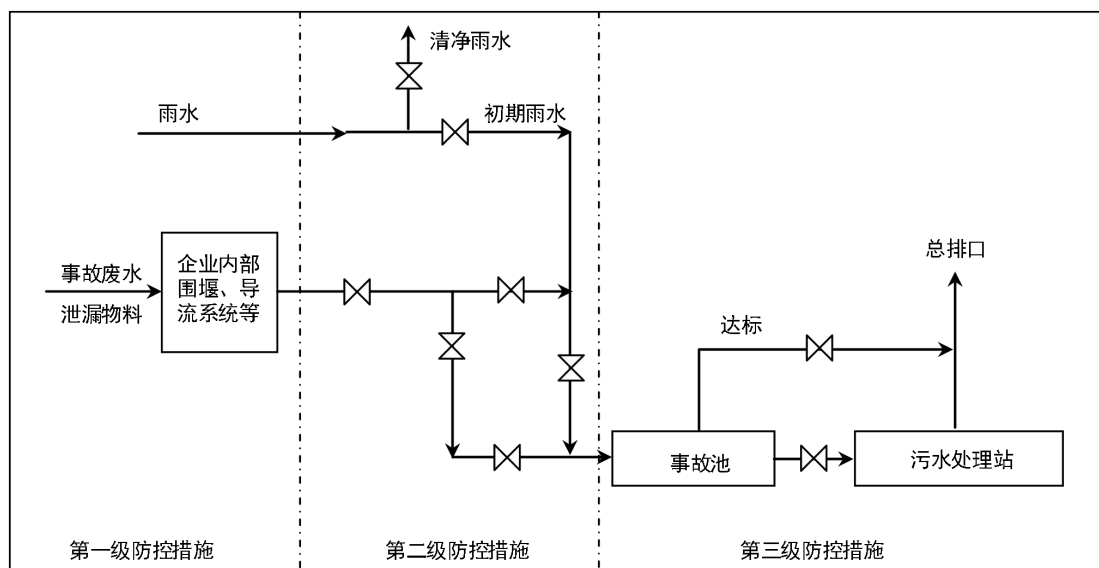 清净雨水
雨水
初期雨水
事故废水
泄漏物料
企业内部
围堰、导
流系统等
总排口
达标
事故池
污水处理站
第一级防控措施
第二级防控措施
第三级防控措施